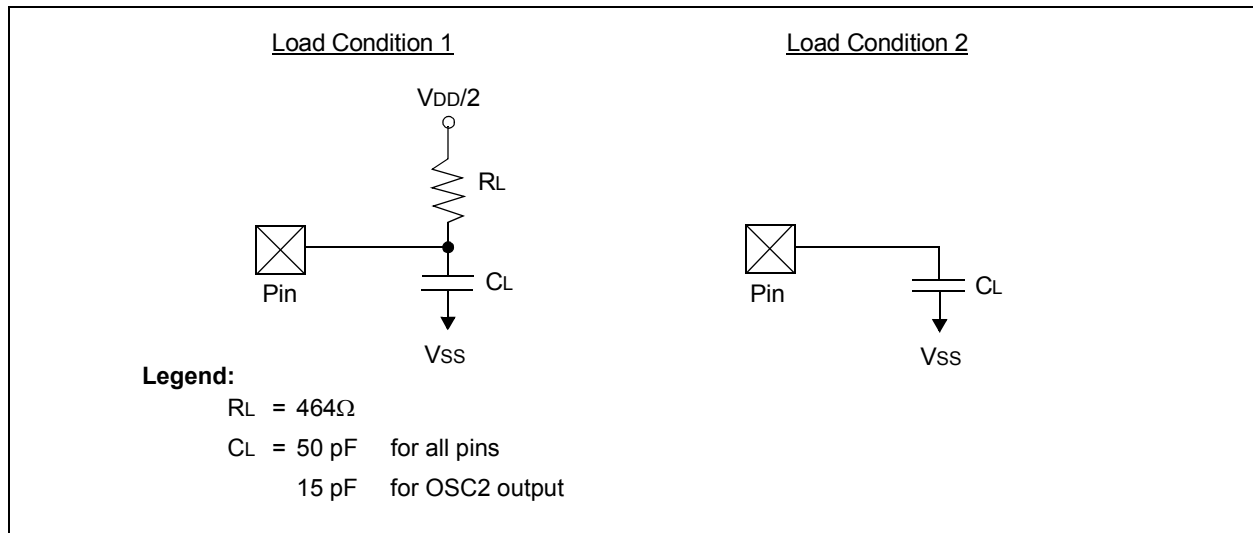 Load Condition 1
Load Condition 2
VDD/2
RL
CL
Pin
VSS
CL
Pin
VSS
Legend:
RL = 464Ω
CL = 50 pF for all pins
15 pF for OSC2 output